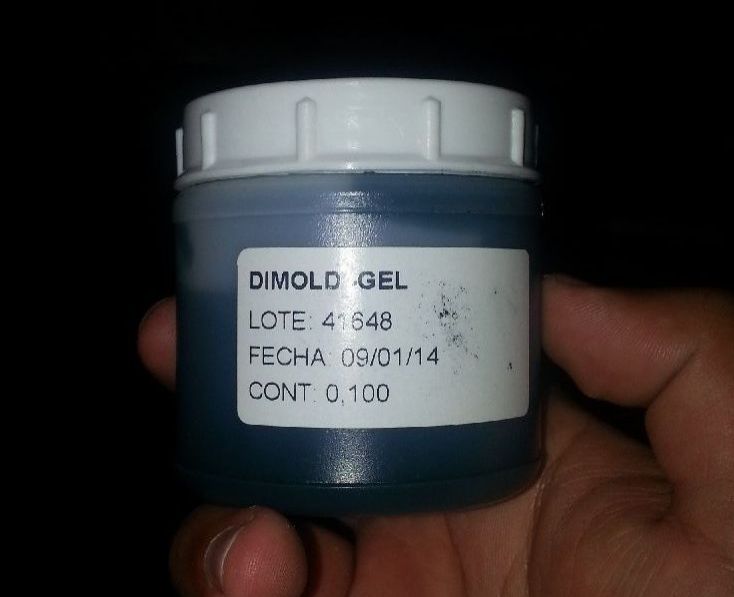 DIMOLD-GEL
LOTE: 41648
FECHA: 09/01/14
CONT: 0,100